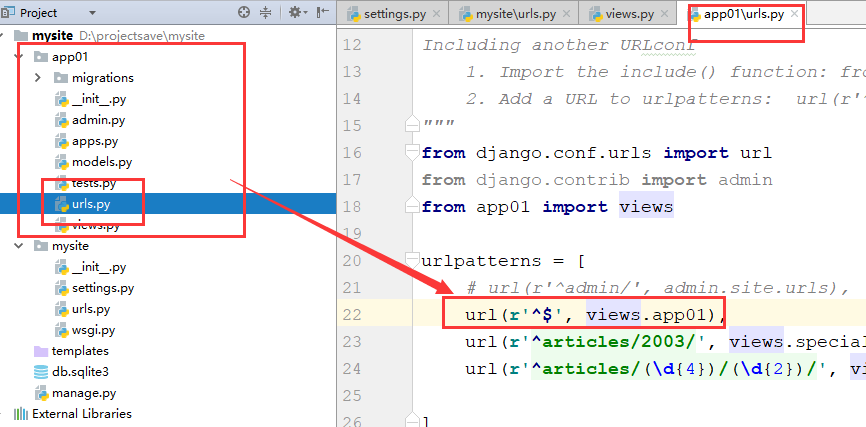 Project
mysite D:\projectsave\mysite
app01
migrations
__init__.py
admin.py
apps.py
models.py
tests.py
urls.py
views.py
mysite
__init__.py
settings.py
urls.py
wsgi.py
templates
db.sqlite3
manage.py
External Libraries
settings.py mysite\urls.py views.py app01\urls.py
12 Including another URLconf
13 1. Import the include() function: fro
14 2. Add a URL to urlpatterns: url(r'^
15 """
16 from django.conf.urls import url
17 from django.contrib import admin
18 from app01 import views
19
20 urlpatterns = [
21 # url(r'^admin/', admin.site.urls),
22 url(r'^$', views.app01),
23 url(r'^articles/2003/', views.special
24 url(r'^articles/(\d{4})/(\d{2})/', vi
25
26 ]